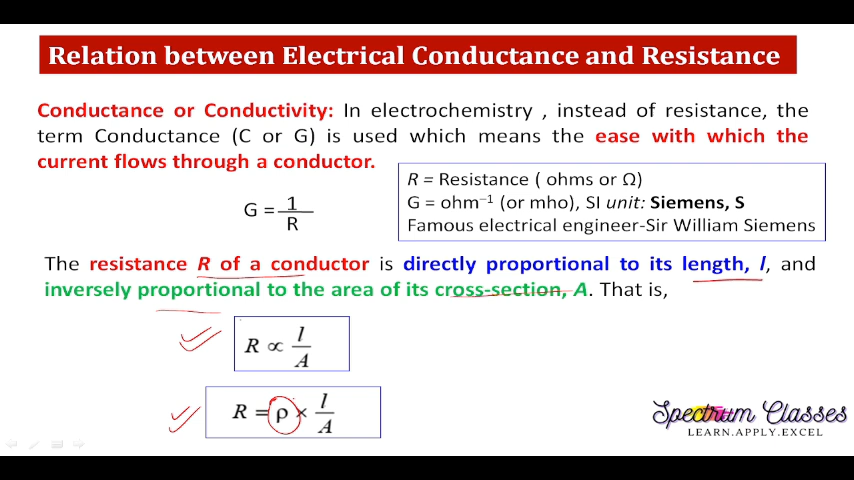 Relation between Electrical Conductance and Resistance
Conductance or Conductivity: In electrochemistry , instead of resistance, the
term Conductance (C or G) is used which means the ease with which the
current flows through a conductor.
R = Resistance ( ohms or Ω)
G = ohm⁻¹ (or mho), SI unit: Siemens, S
Famous electrical engineer-Sir William Siemens
G = 1
R
The resistance R of a conductor is directly proportional to its length, l, and
inversely proportional to the area of its cross-section, A. That is,
R ∝ l
A
R = ρ × l
A
Spectrum Classes
LEARN.APPLY.EXCEL